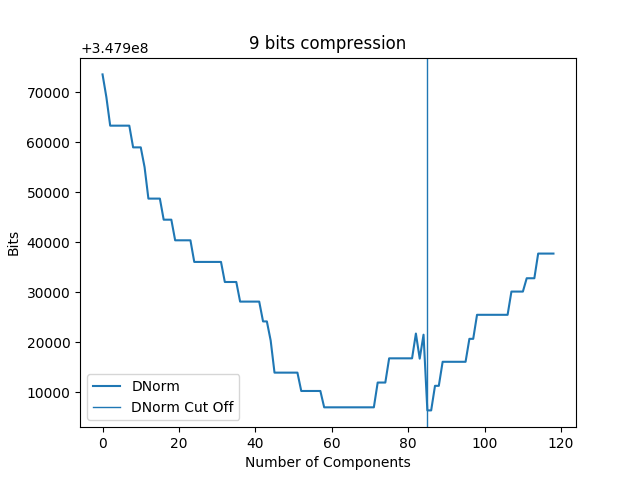 9 bits compression
+3.479e8
70000
60000
50000
40000
30000
20000
10000
Bits
DNorm
DNorm Cut Off
0 20 40 60 80 100 120
Number of Components